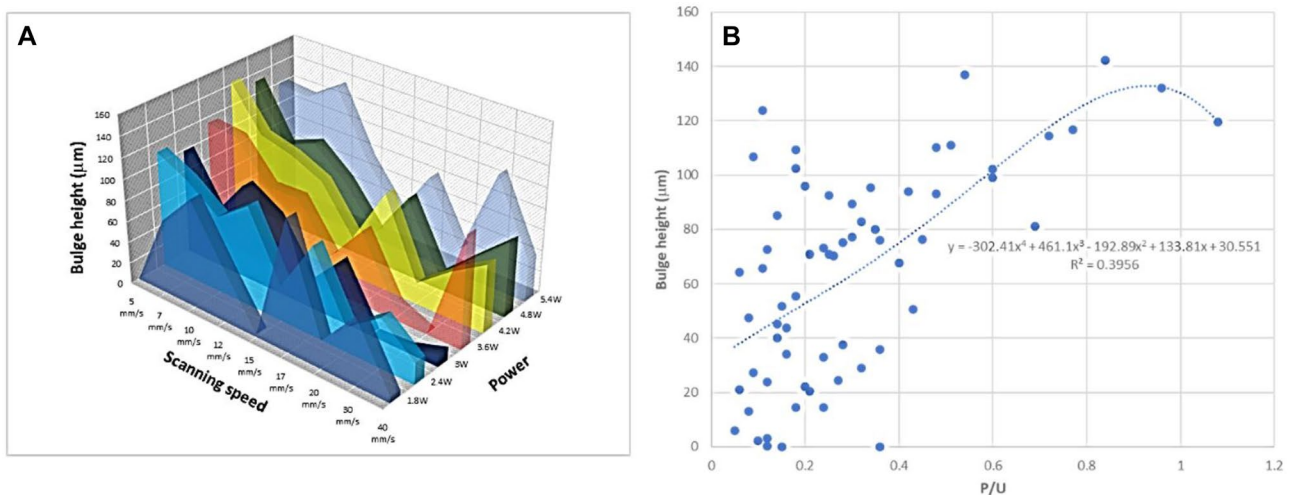 A
160
140
120
100
80
60
40
20
0
Bulge height (μm)
5
mm/s
7
mm/s
10
mm/s
12
mm/s
15
mm/s
17
mm/s
20
mm/s
30
mm/s
40
mm/s
Scanning speed
1.8W
2.4W
3W
3.6W
4.2W
4.8W
5.4W
Power
B
160
140
120
100
80
60
40
20
0
Bulge height (μm)
y = -302.41x⁴ + 461.1x³ - 192.89x² + 133.81x + 30.551
R² = 0.3956
0
0.2
0.4
0.6
0.8
1
1.2
P/U